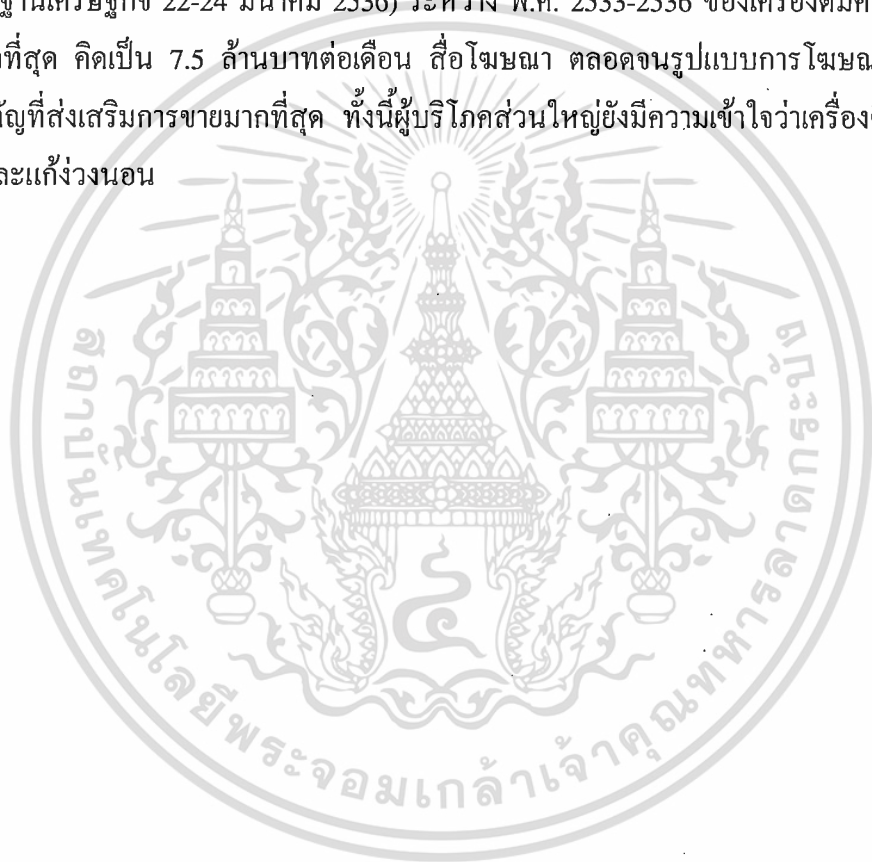 ฐานเศรษฐกิจ 22-24 มีนาคม 2536) ระหว่าง พ.ศ. 2533-2536 ของเครื่องดื่ม
ที่สุด คิดเป็น 7.5 ล้านบาทต่อเดือน สื่อโฆษณา ตลอดจนรูปแบบการโฆษณ
ัญที่ส่งเสริมการขายมากที่สุด ทั้งนี้ผู้บริโภคส่วนใหญ่ยังมีความเข้าใจว่าเครื่อง
ละแก้ง่วงนอน
สถาบันเทคโนโลยีพระจอมเกล้าเจ้าคุณทหารลาดกระบัง